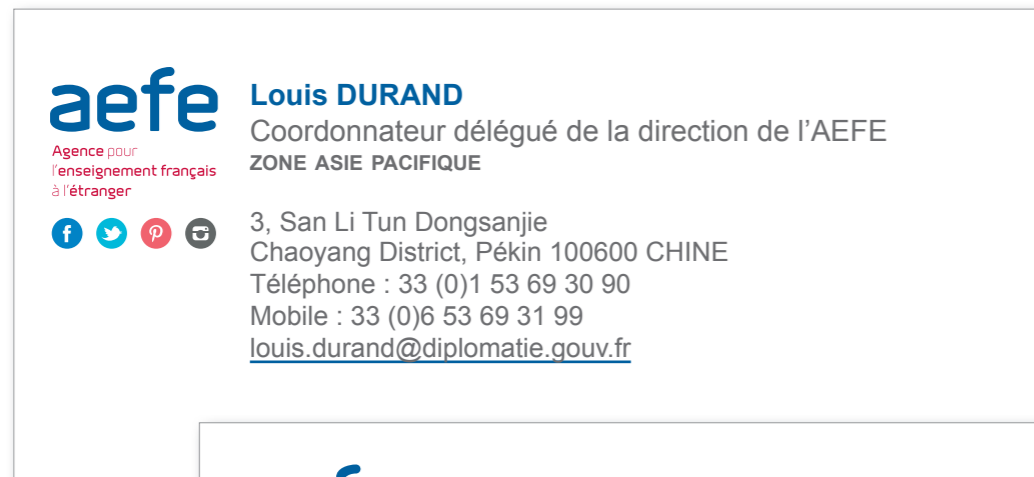 aefe
Agence pour
l'enseignement français
à l'étranger
Louis DURAND
Coordonnateur délégué de la direction de l’AEFE
ZONE ASIE PACIFIQUE
3, San Li Tun Dongsanjie
Chaoyang District, Pékin 100600 CHINE
Téléphone : 33 (0)1 53 69 30 90
Mobile : 33 (0)6 53 69 31 99
louis.durand@diplomatie.gouv.fr